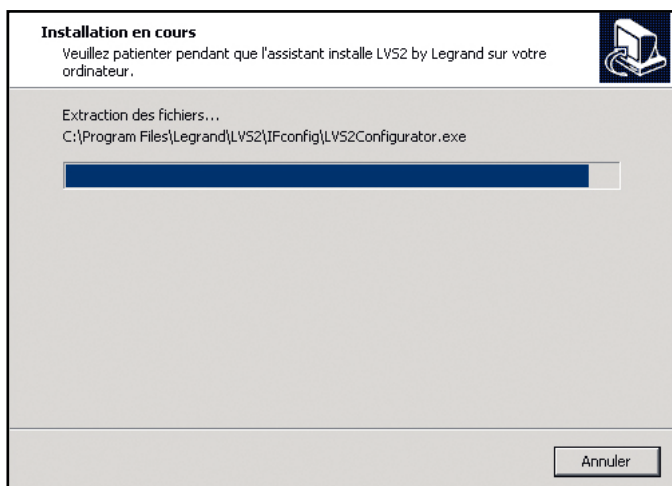 Installation en cours
Veuillez patienter pendant que l'assistant installe LVS2 by Legrand sur votre
ordinateur.
Extraction des fichiers...
C:\Program Files\Legrand\LVS2\IFconfig\LVS2Configurator.exe
Annuler